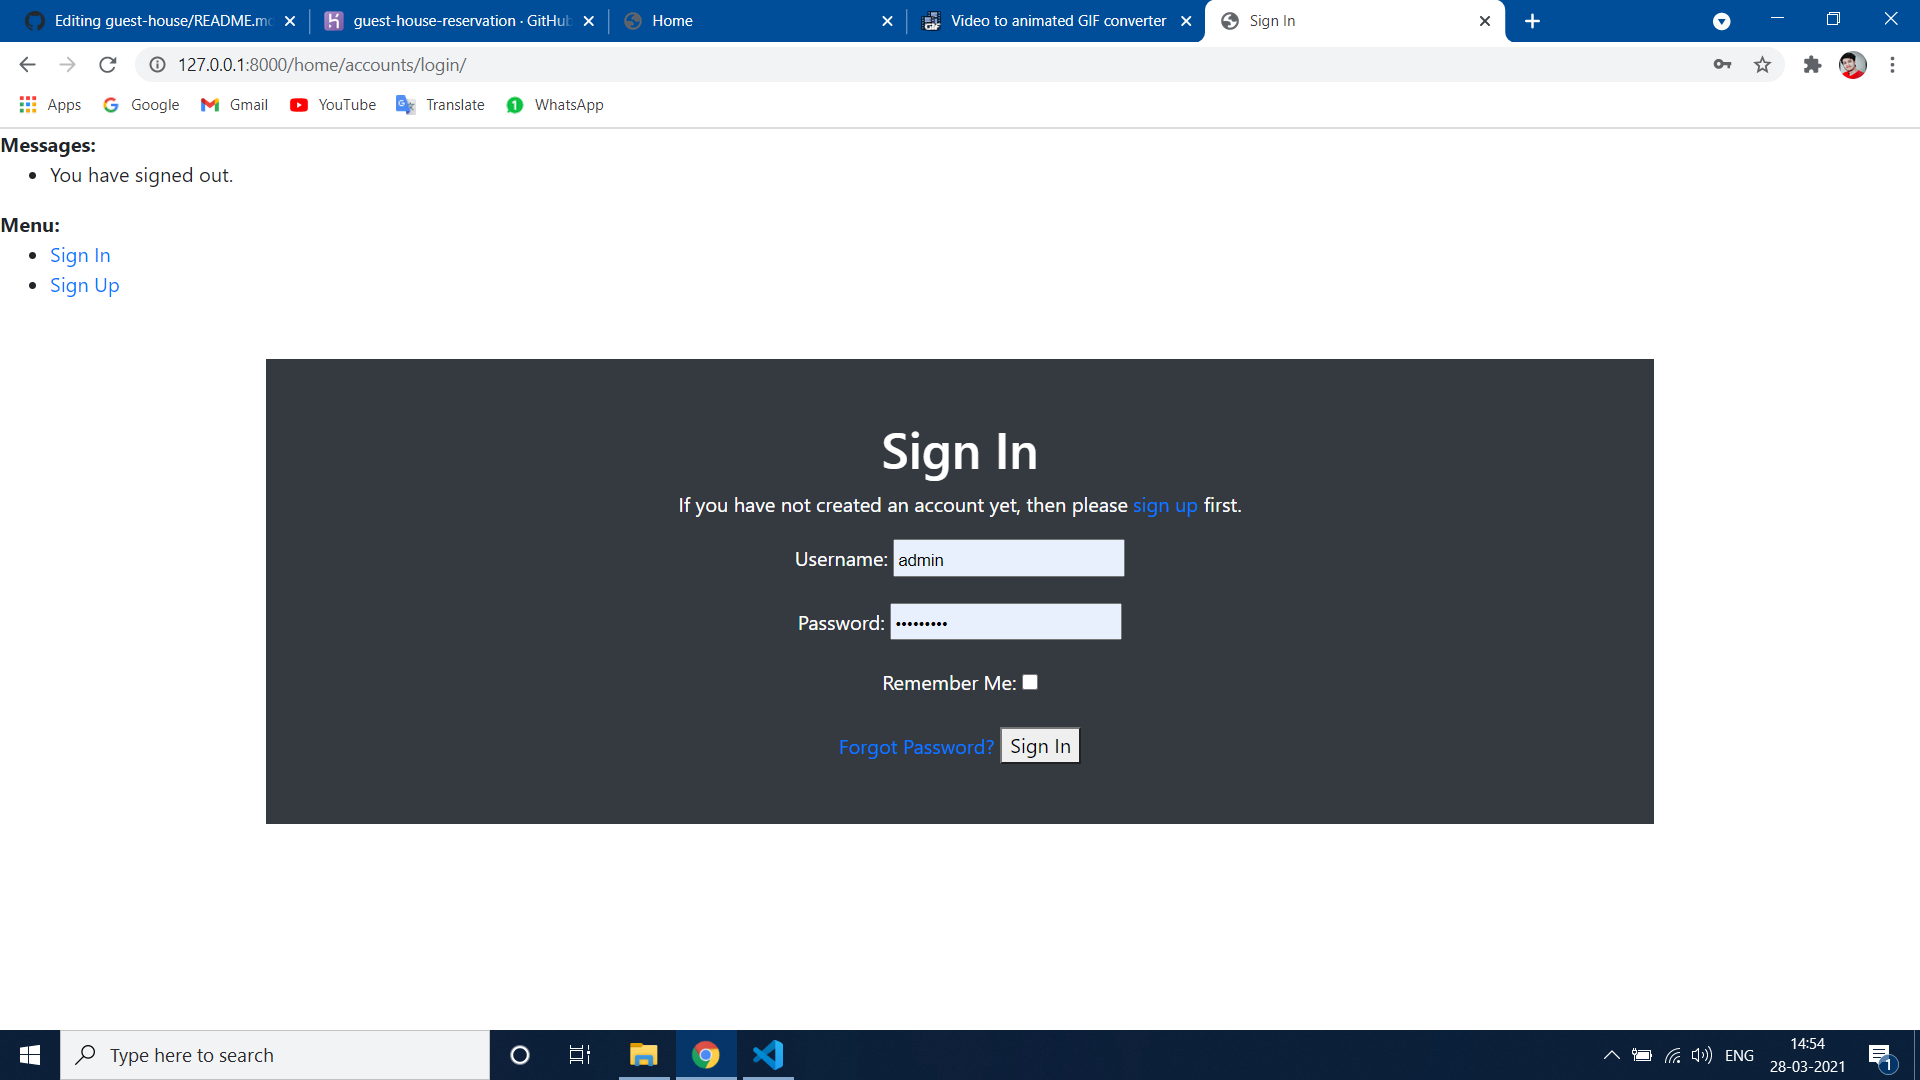 Editing guest-house/README.md
guest-house-reservation · GitHub
Home
Video to animated GIF converter
Sign In
127.0.0.1:8000/home/accounts/login/
Apps
Google
Gmail
YouTube
Translate
WhatsApp
Messages:
You have signed out.
Menu:
Sign In
Sign Up
Sign In
If you have not created an account yet, then please sign up first.
Username: admin
Password: •••••••••
Remember Me:
Forgot Password? Sign In
Type here to search
ENG
14:54
28-03-2021
1